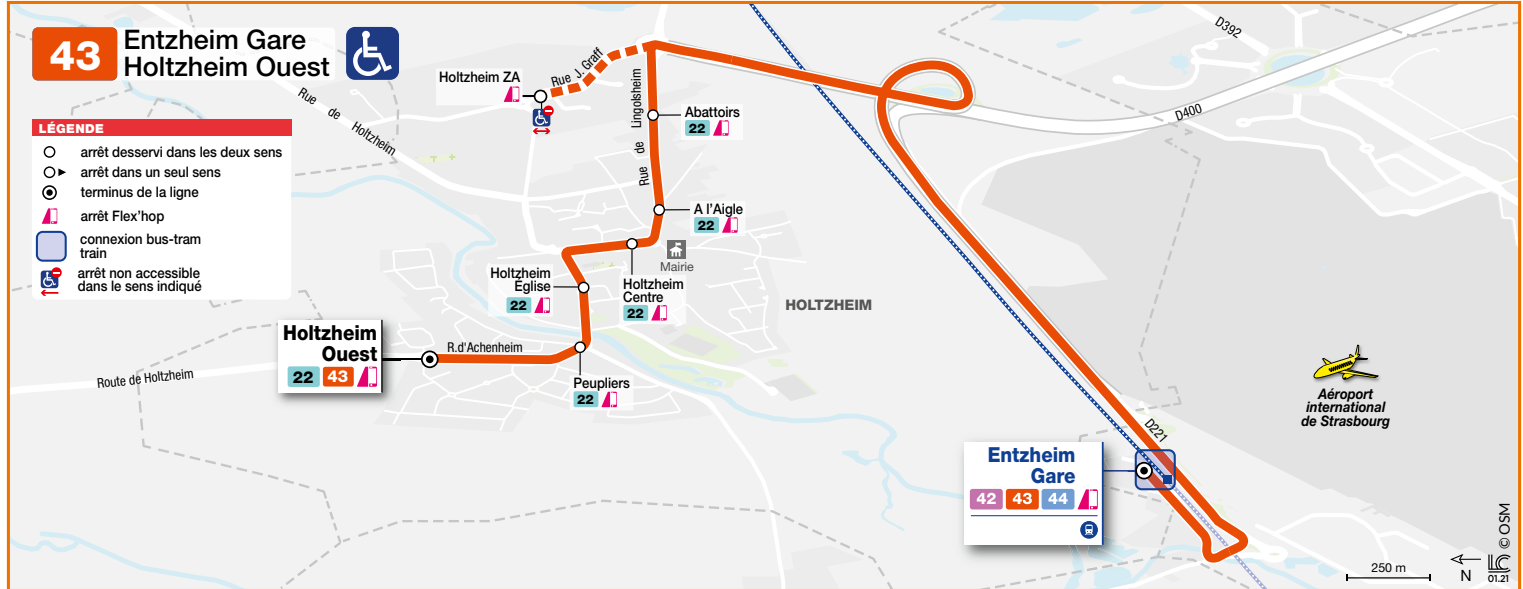 43
Entzheim Gare
Holtzheim Ouest
LÉGENDE
arrêt desservi dans les deux sens
arrêt dans un seul sens
terminus de la ligne
arrêt Flex'hop
connexion bus-tram
train
arrêt non accessible
dans le sens indiqué
Rue de Holtzheim
Holtzheim ZA
Rue J. Graff
Rue de Lingolsheim
Abattoirs
22
A l'Aigle
22
Mairie
Holtzheim
Église
22
Holtzheim
Centre
22
HOLTZHEIM
Holtzheim
Ouest
22 43
R.d'Achenheim
Route de Holtzheim
Peupliers
22
D392
D400
D221
Entzheim
Gare
42 43 44
Aéroport
international
de Strasbourg
250 m
N
© OSM
01.21